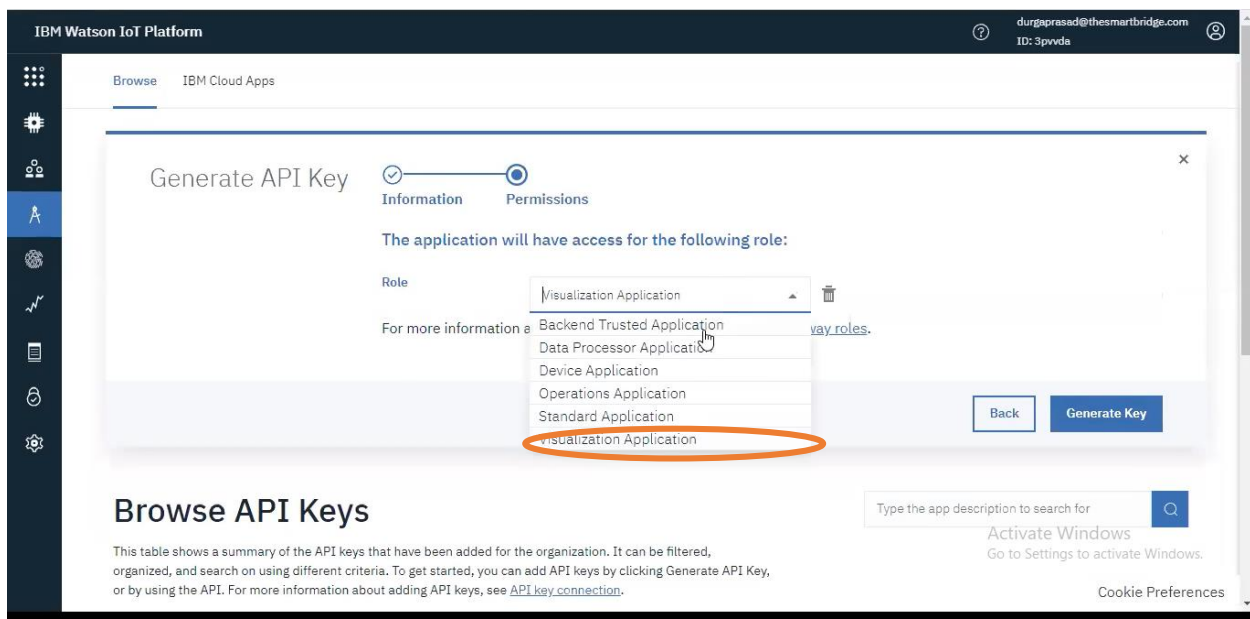 IBM Watson IoT Platform
durgaprasad@thesmartbridge.com
ID: 3pvvda
Browse IBM Cloud Apps
Generate API Key
Information Permissions
The application will have access for the following role:
Role
Visualization Application
For more information a way roles.
Backend Trusted Application
Data Processor Application
Device Application
Operations Application
Standard Application
Visualization Application
Back Generate Key
Browse API Keys
Type the app description to search for
This table shows a summary of the API keys that have been added for the organization. It can be filtered,
organized, and search on using different criteria. To get started, you can add API keys by clicking Generate API Key,
or by using the API. For more information about adding API keys, see API key connection.
Activate Windows
Go to Settings to activate Windows.
Cookie Preferences